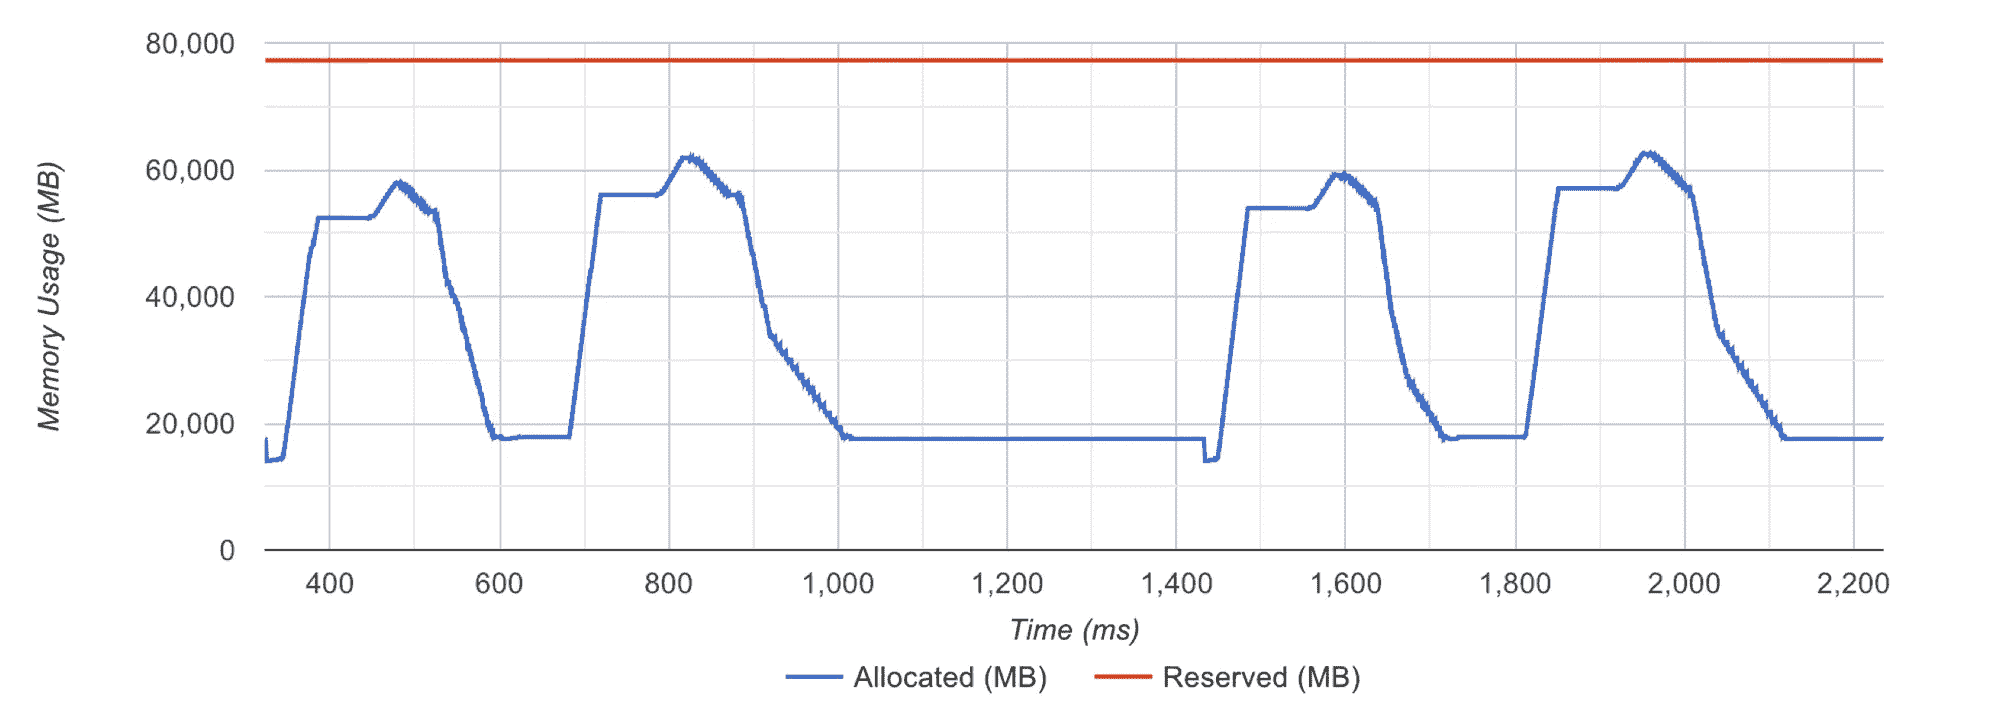 80,000
60,000
40,000
20,000
0
Memory Usage (MB)
400 600 800 1,000 1,200 1,400 1,600 1,800 2,000 2,200
Time (ms)
Allocated (MB) Reserved (MB)